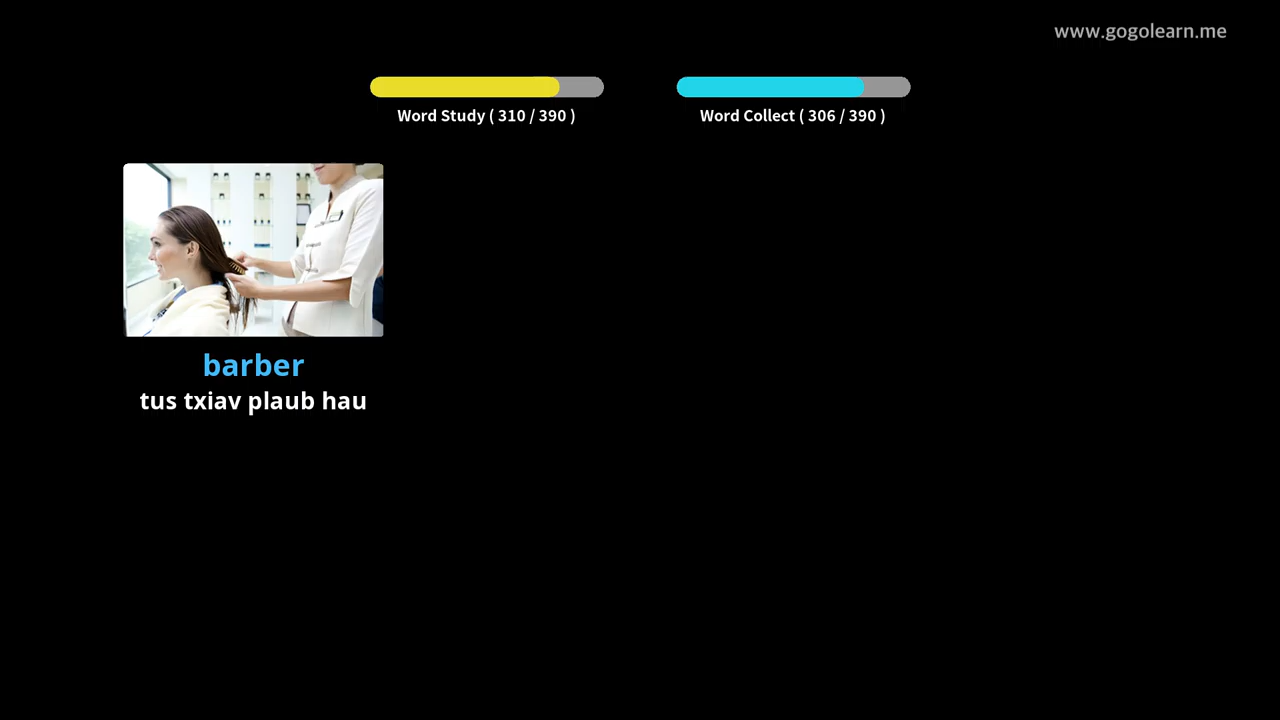 www.gogolearn.me
Word Study ( 310 / 390 )
Word Collect ( 306 / 390 )
barber
tus txiav plaub hau